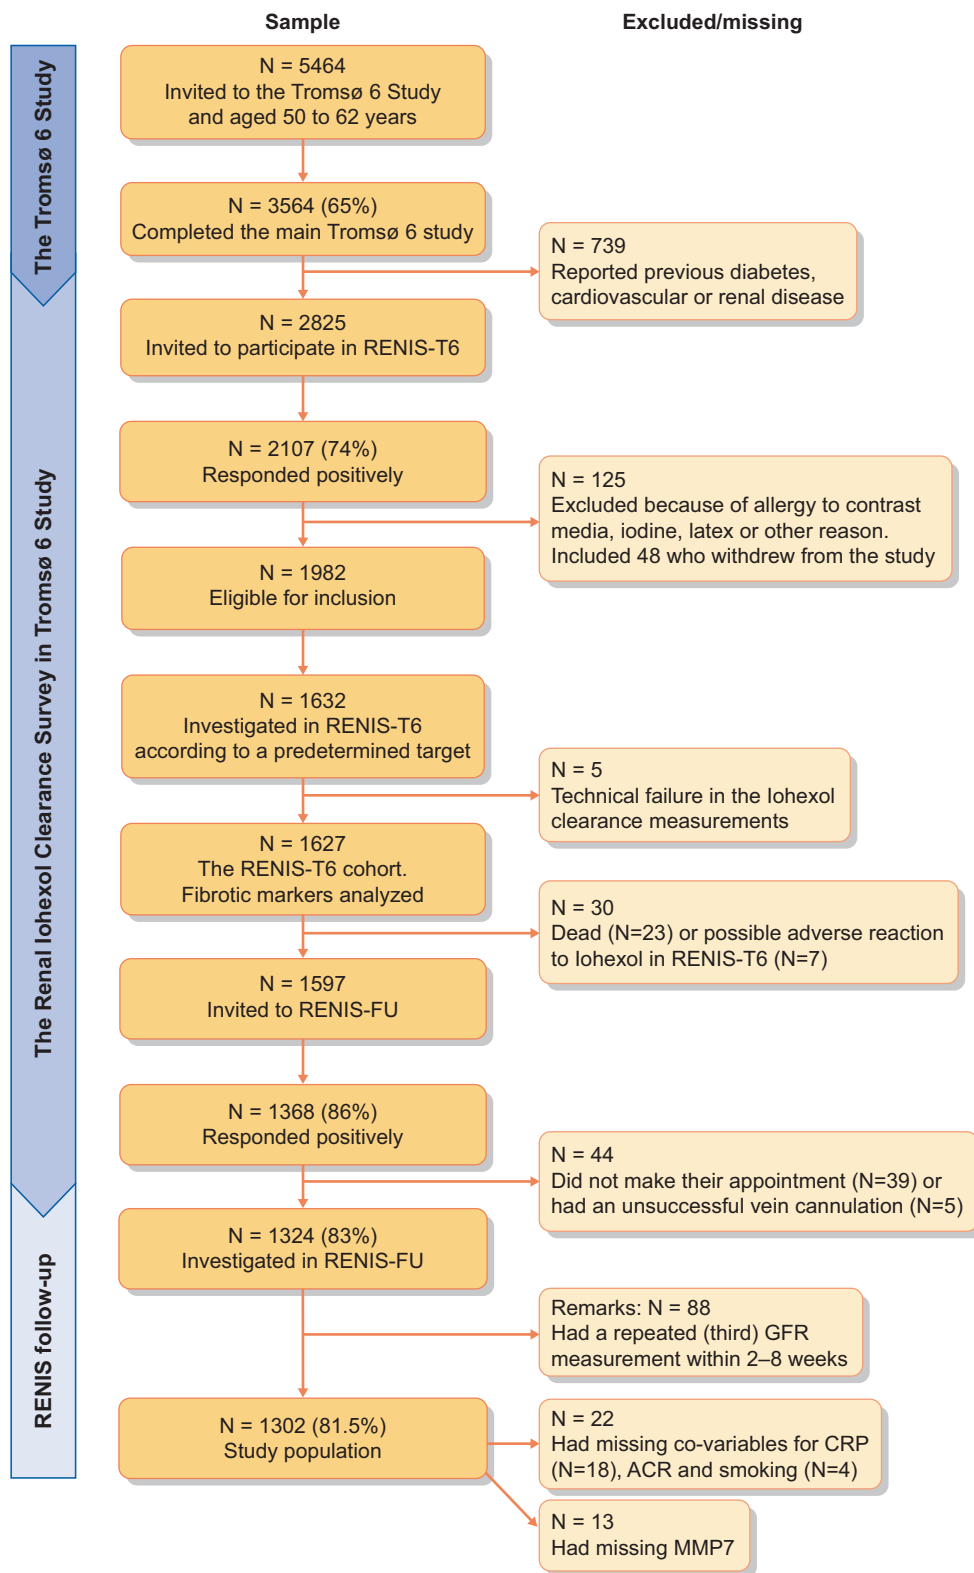 Sample
Excluded/missing
The Tromsø 6 Study
N = 5464
Invited to the Tromsø 6 Study
and aged 50 to 62 years
N = 3564 (65%)
Completed the main Tromsø 6 study
N = 739
Reported previous diabetes,
cardiovascular or renal disease
The Renal Iohexol Clearance Survey in Tromsø 6 Study
N = 2825
Invited to participate in RENIS-T6
N = 2107 (74%)
Responded positively
N = 125
Excluded because of allergy to contrast
media, iodine, latex or other reason.
Included 48 who withdrew from the study
N = 1982
Eligible for inclusion
N = 1632
Investigated in RENIS-T6
according to a predetermined target
N = 5
Technical failure in the Iohexol
clearance measurements
N = 1627
The RENIS-T6 cohort.
Fibrotic markers analyzed
N = 30
Dead (N=23) or possible adverse reaction
to Iohexol in RENIS-T6 (N=7)
N = 1597
Invited to RENIS-FU
N = 1368 (86%)
Responded positively
N = 44
Did not make their appointment (N=39) or
had an unsuccessful vein cannulation (N=5)
RENIS follow-up
N = 1324 (83%)
Investigated in RENIS-FU
Remarks: N = 88
Had a repeated (third) GFR
measurement within 2–8 weeks
N = 1302 (81.5%)
Study population
N = 22
Had missing co-variables for CRP
(N=18), ACR and smoking (N=4)
N = 13
Had missing MMP7